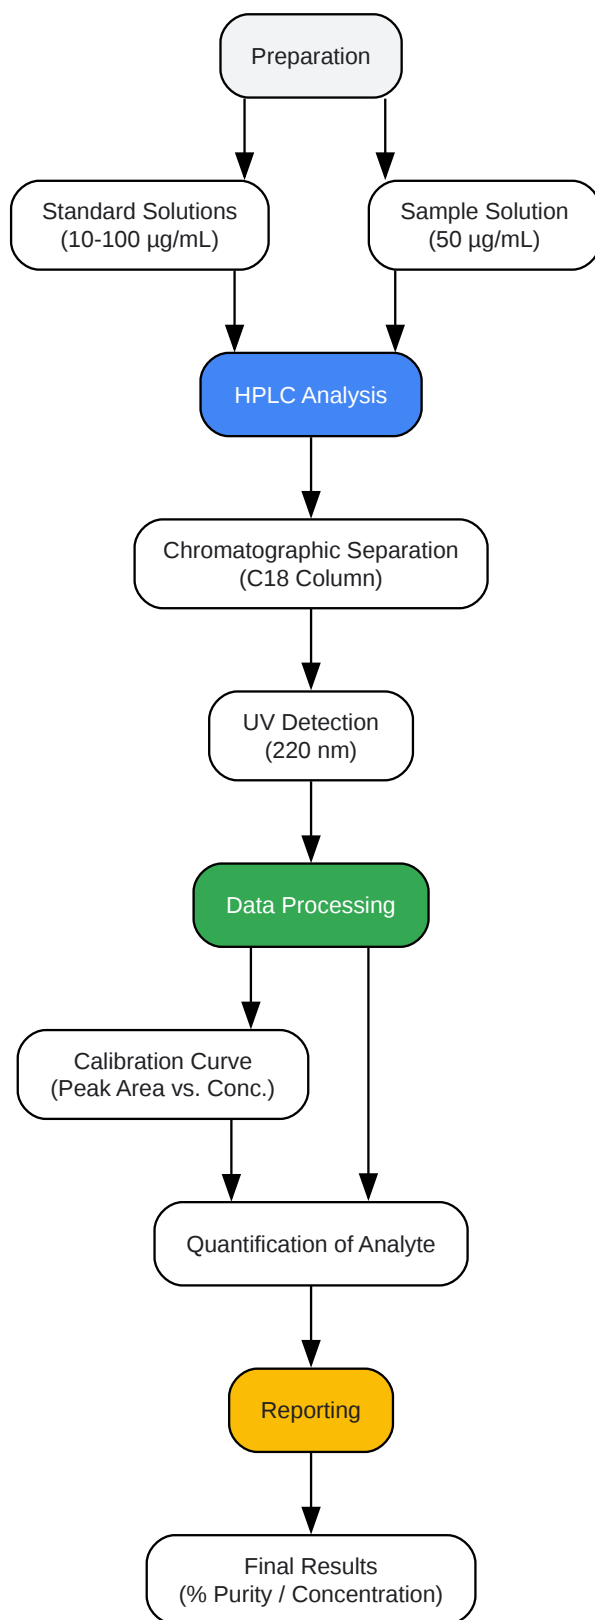 Preparation
Standard Solutions
(10-100 µg/mL)
Sample Solution
(50 µg/mL)
HPLC Analysis
Chromatographic Separation
(C18 Column)
UV Detection
(220 nm)
Data Processing
Calibration Curve
(Peak Area vs. Conc.)
Quantification of Analyte
Reporting
Final Results
(% Purity / Concentration)